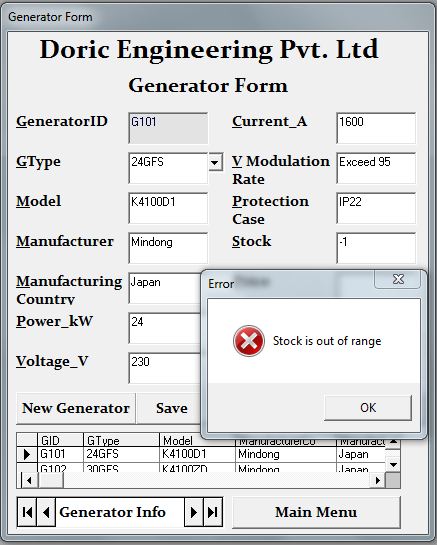 Generator Form
Doric Engineering Pvt. Ltd
Generator Form
GeneratorID G101 Current_A 1600
GType 24GFS V Modulation Rate Exceed 95
Model K4100D1 Protection Case IP22
Manufacturer Mindong Stock -1
Manufacturing Country Japan
Error
Power_kW 24
Stock is out of range
Voltage_V 230
OK
New Generator Save
GID GType Model ManufacturerCo Manufact
G101 24GFS K4100D1 Mindong Japan
G102 30GFS K4100ZD Mindong Japan
Generator Info Main Menu